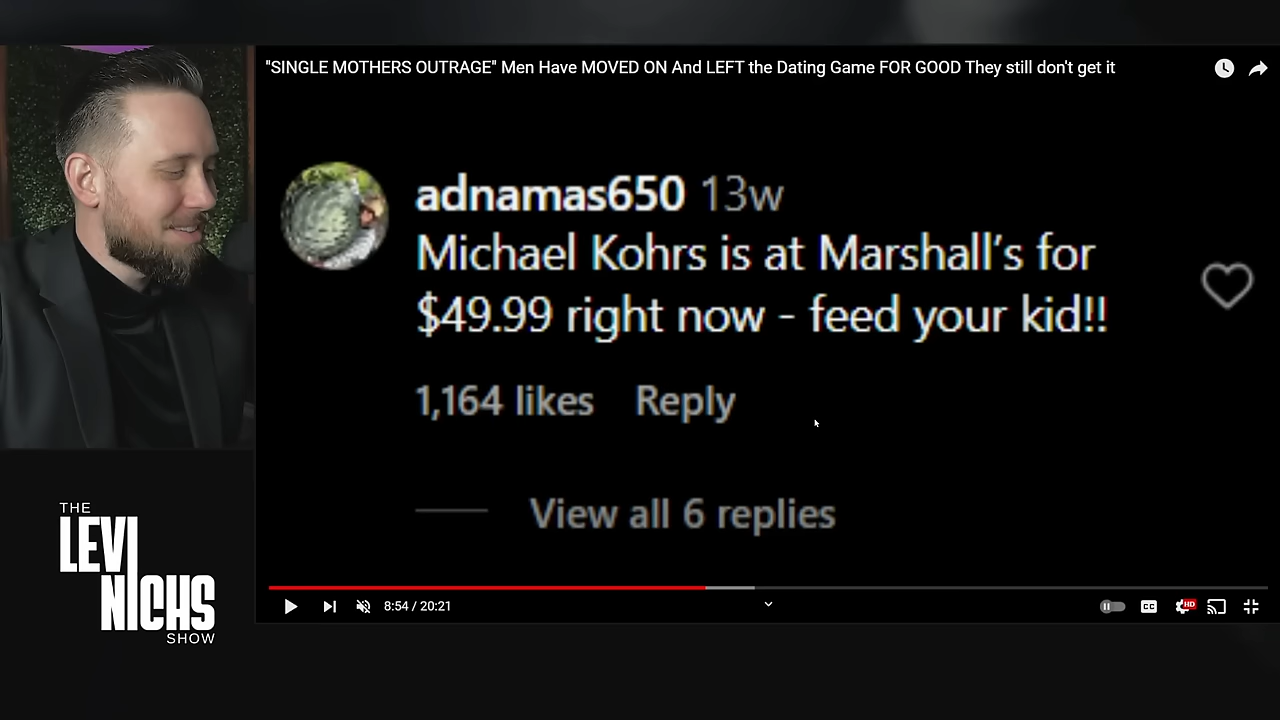 "SINGLE MOTHERS OUTRAGE" Men Have MOVED ON And LEFT the Dating Game FOR GOOD They still don't get it
adnamas650 13w
Michael Kohrs is at Marshall's for
$49.99 right now - feed your kid!!
1,164 likes Reply
View all 6 replies
8:54 / 20:21
CC
HD
THE
LEVI
NICHS
SHOW